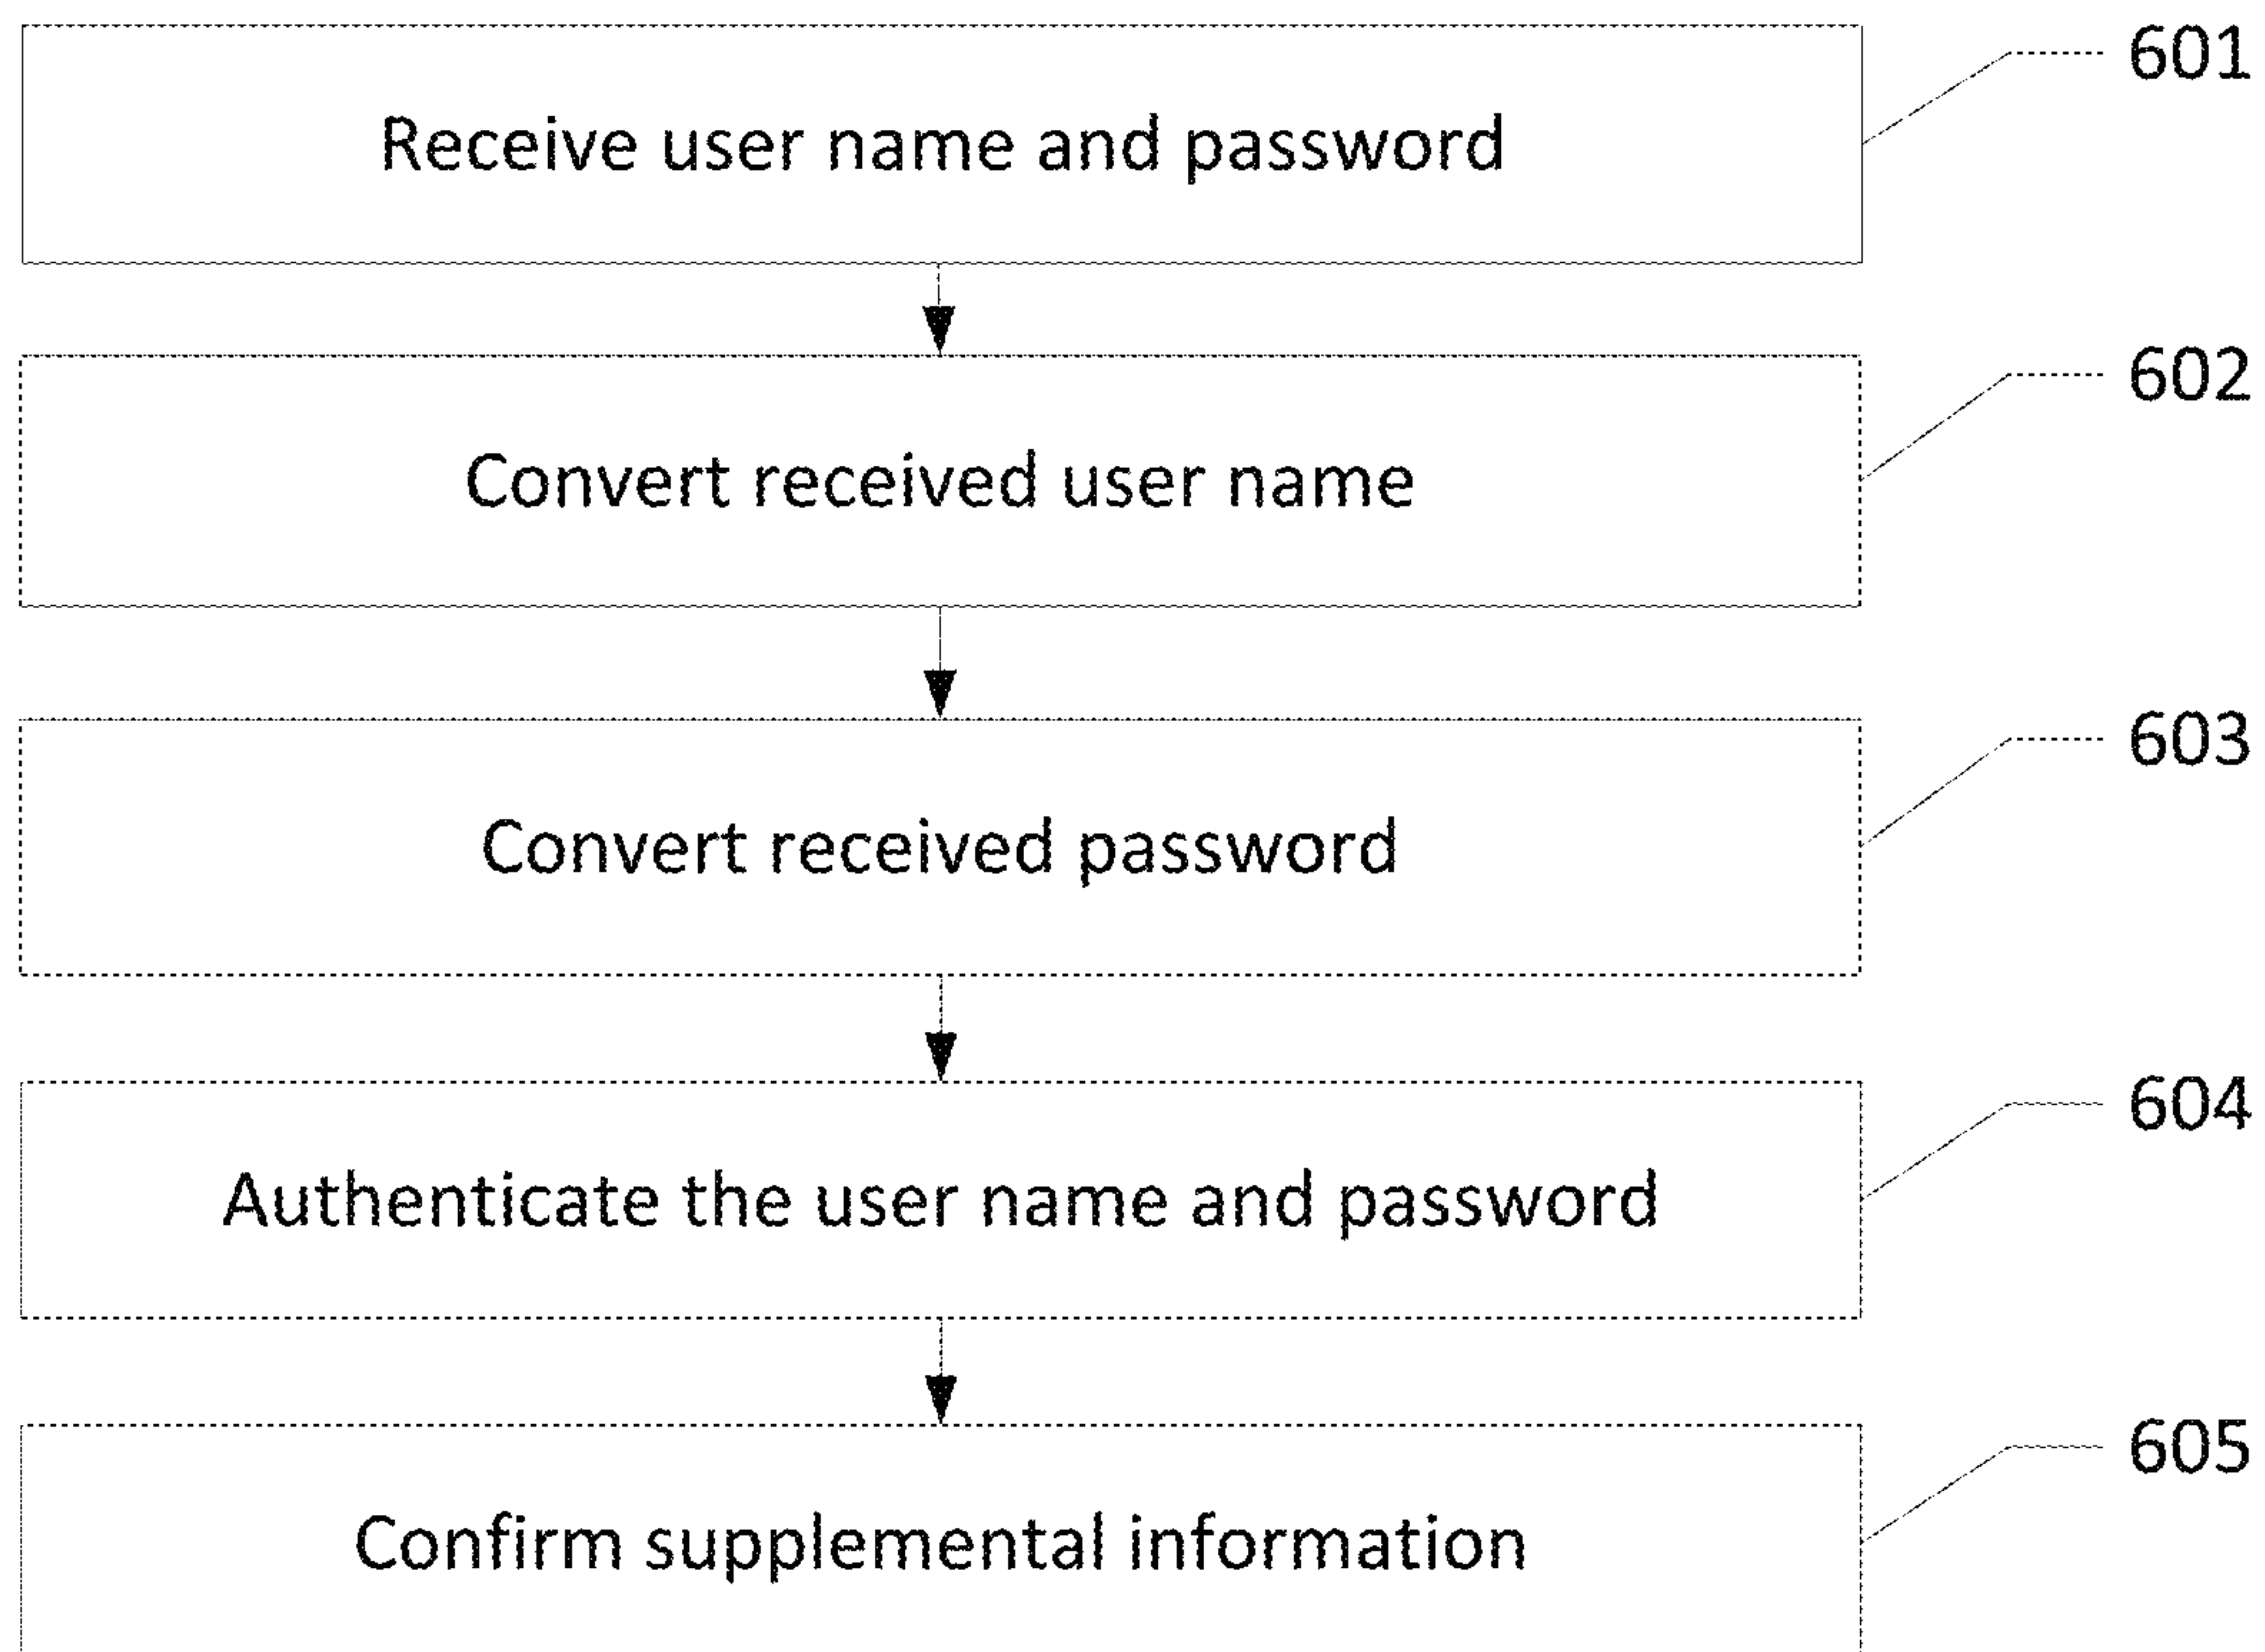 Receive user name and password
601
Convert received user name
602
Convert received password
603
Authenticate the user name and password
604
Confirm supplemental information
605